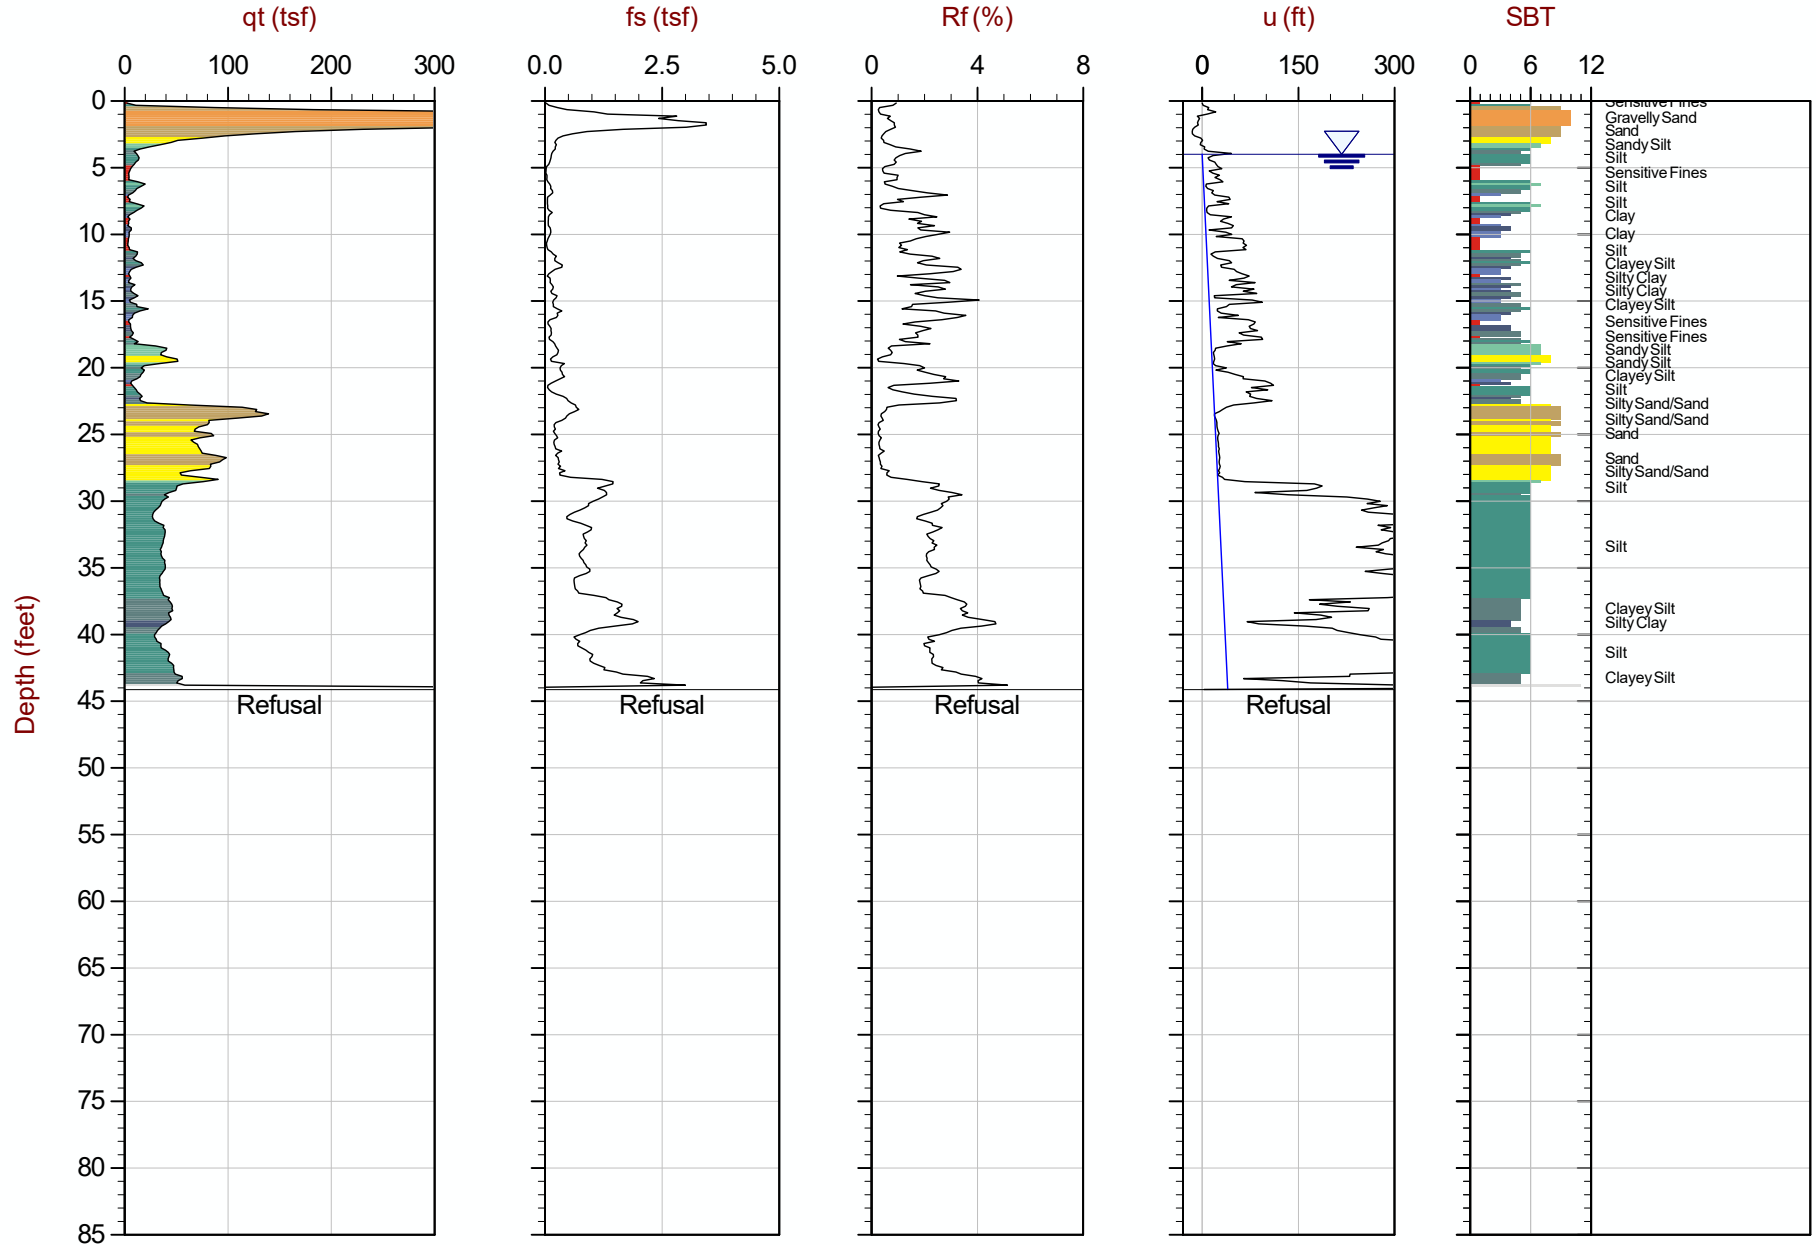 qt (tsf) fs (tsf) Rf (%) u (ft) SBT
0 100 200 300 0.0 2.5 5.0 0 4 8 0 150 300 0 6 12
0
5
10
15
20
25
30
35
40
45
50
55
60
65
70
75
80
85
Depth (feet)
Refusal Refusal Refusal Refusal
Sensitive Fines
Gravelly Sand
Sand
Sandy Silt
Silt
Sensitive Fines
Silt
Silt
Clay
Clay
Silt
Clayey Silt
Silty Clay
Silty Clay
Clayey Silt
Sensitive Fines
Sensitive Fines
Sandy Silt
Sandy Silt
Clayey Silt
Silt
Silty Sand/Sand
Silty Sand/Sand
Sand
Sand
Silty Sand/Sand
Silt
Silt
Clayey Silt
Silty Clay
Silt
Clayey Silt